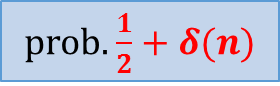 prob. 1/2 + δ(n)